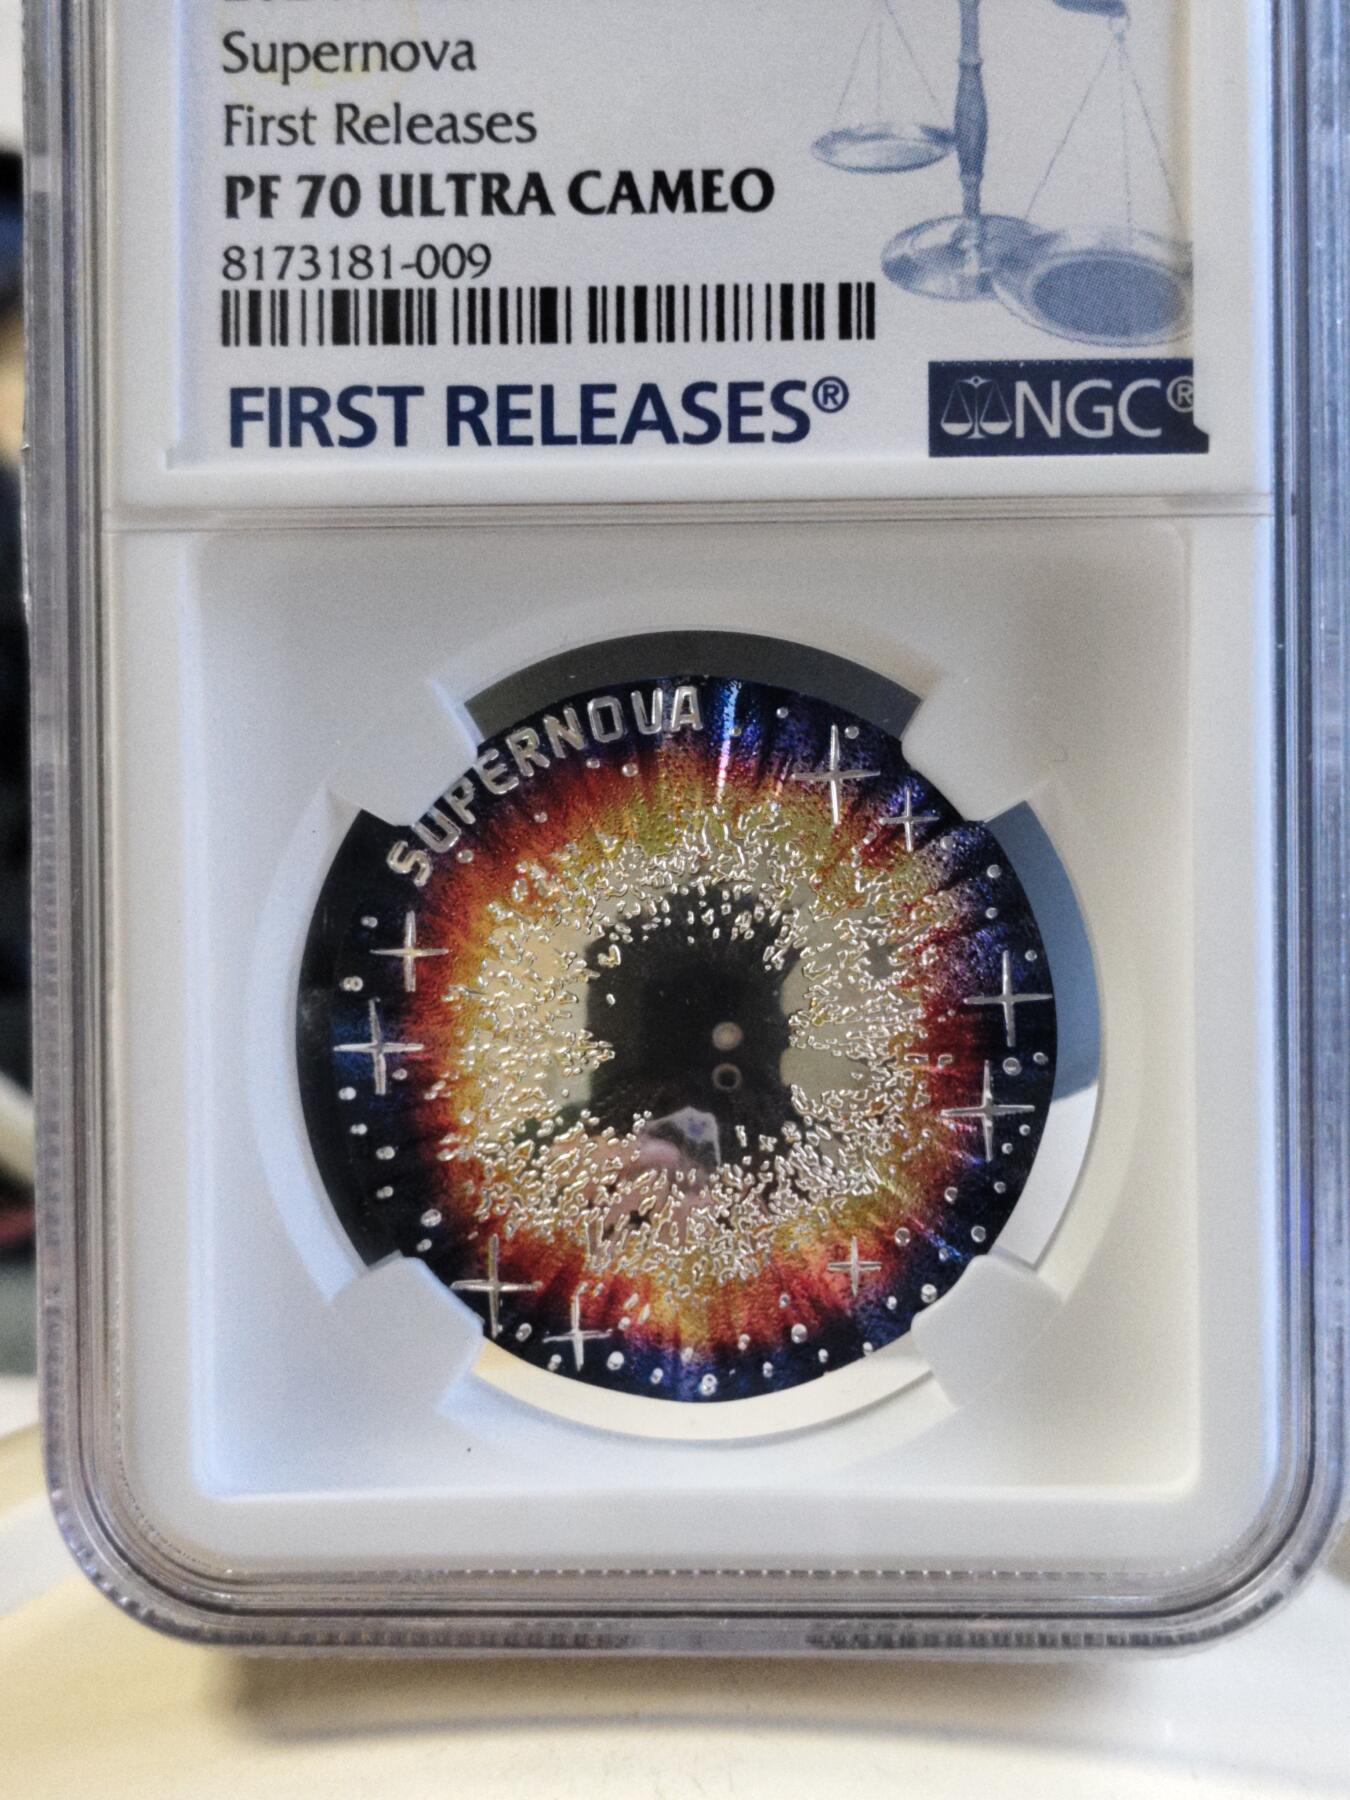 Supernova
First Releases
PF 70 ULTRA CAMEO
8173181-009
FIRST RELEASES®
NGC®
SUPERNOVA